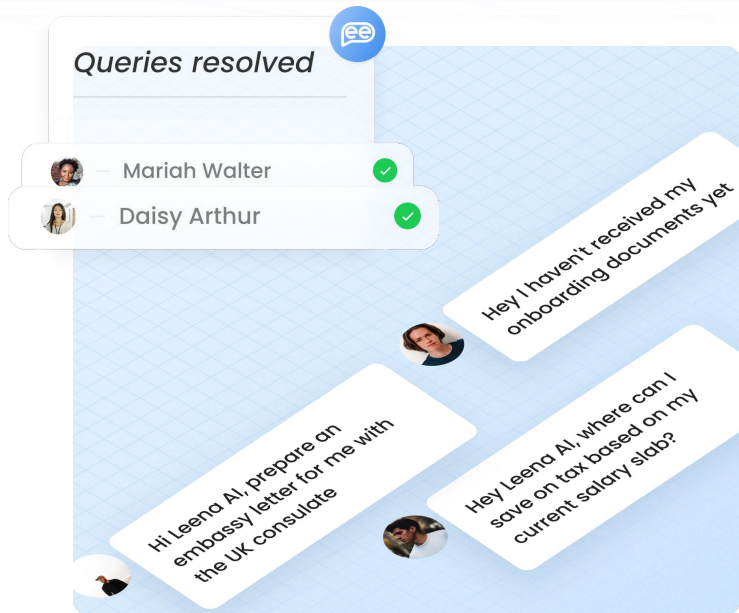 Queries resolved
ee
Mariah Walter
Daisy Arthur
Hey I haven't received my
onboarding documents yet
Hey Leena AI, where can I
save on tax based on my
current salary slab?
Hi Leena AI, prepare an
embassy letter for me with
the UK consulate